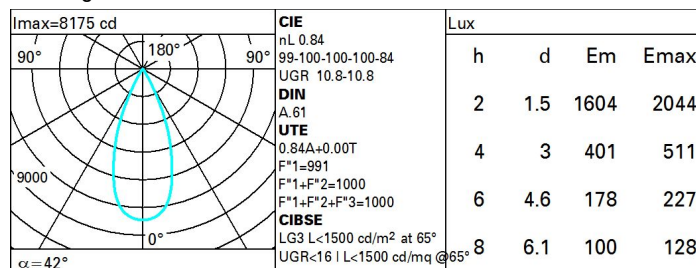 Imax=8175 cd
90°
180°
90°
9000
0°
α=42°
CIE
nL 0.84
99-100-100-100-84
UGR 10.8-10.8
DIN
A.61
UTE
0.84A+0.00T
F"1=991
F"1+F"2=1000
F"1+F"2+F"3=1000
CIBSE
LG3 L<1500 cd/m² at 65°
UGR<16 | L<1500 cd/mq @65°
Lux
h d Em Emax
2 1.5 1604 2044
4 3 401 511
6 4.6 178 227
8 6.1 100 128